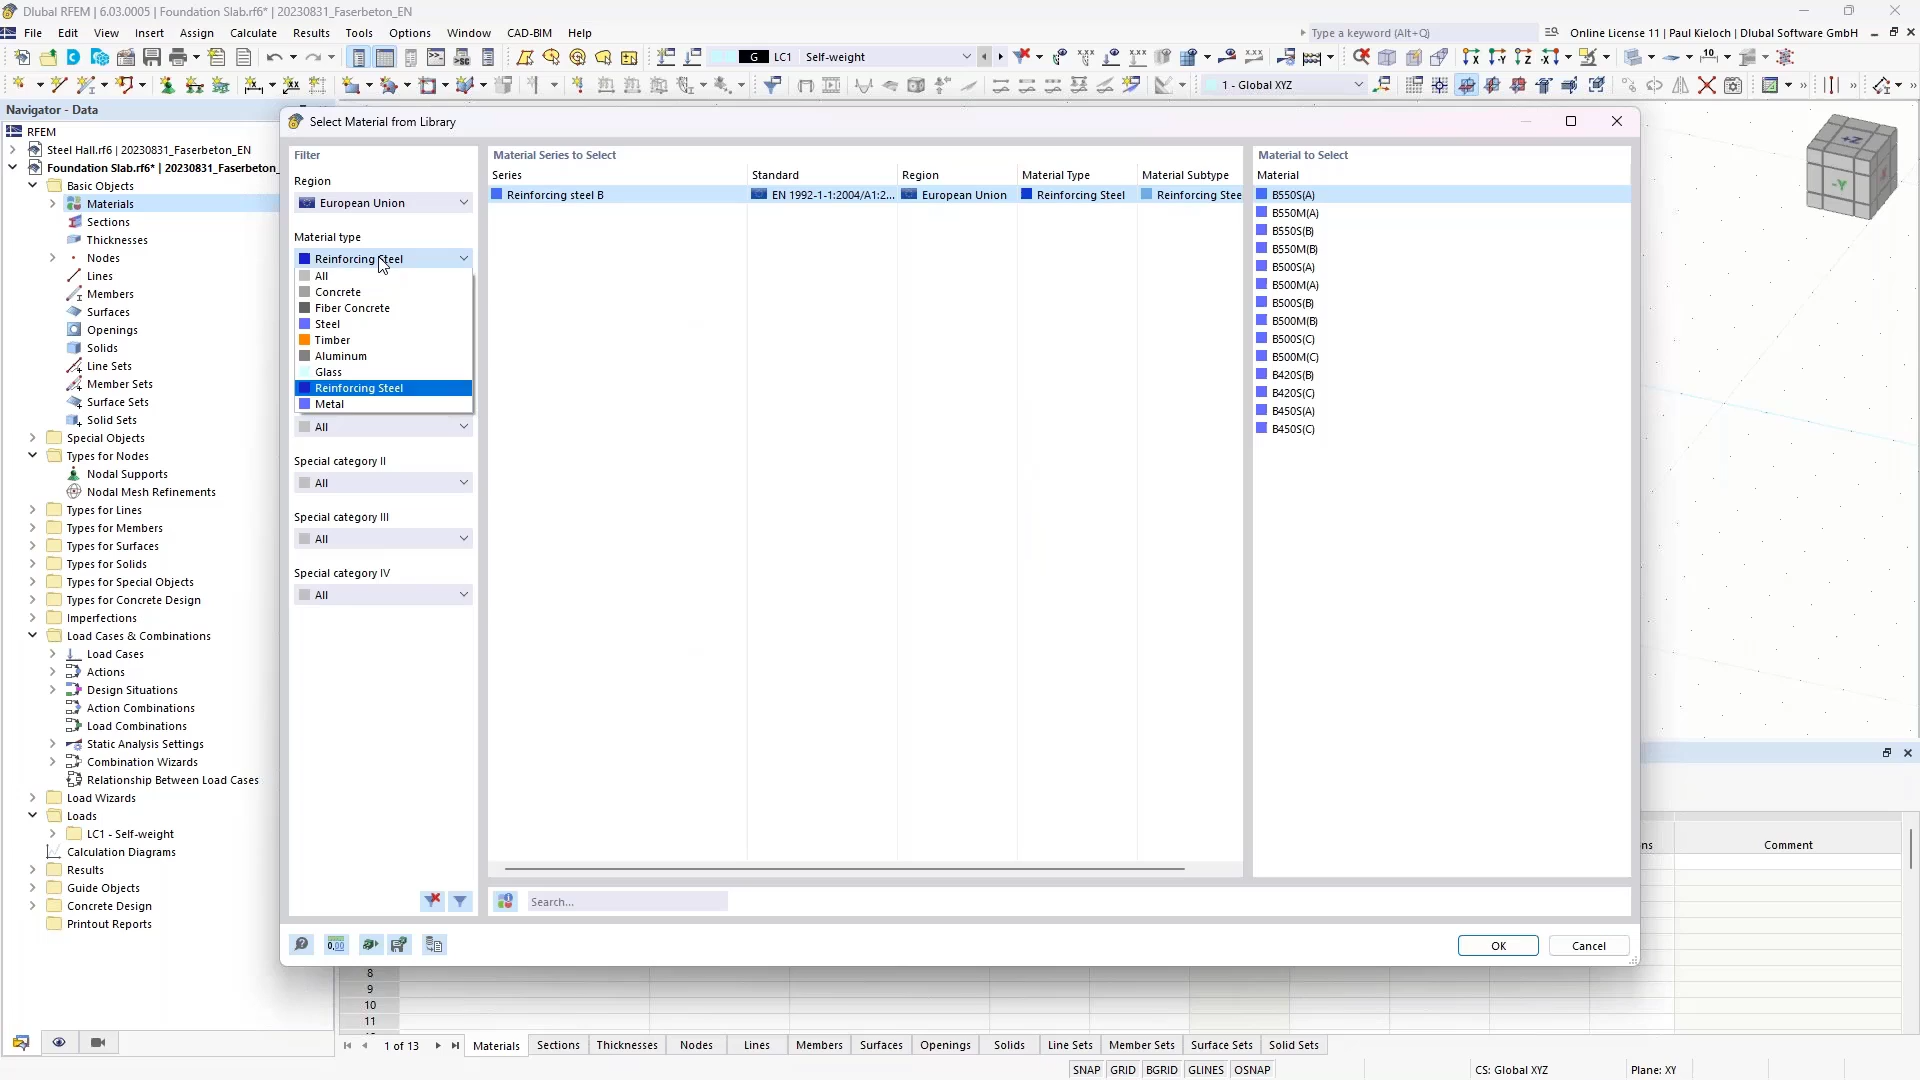 Dlubal RFEM | 6.03.0005 | Foundation Slab.rf6* | 20230831_Faserbeton_EN
File Edit View Insert Assign Calculate Results Tools Options Window CAD-BIM Help
Type a keyword (Alt+Q)
Online License 11 | Paul Kieloch | Dlubal Software GmbH
G LC1 Self-weight
1 - Global XYZ
Navigator - Data
RFEM
Steel Hall.rf6 | 20230831_Faserbeton_EN
Foundation Slab.rf6* | 20230831_Faserbeton_
Basic Objects
Materials
Sections
Thicknesses
Nodes
Lines
Members
Surfaces
Openings
Solids
Line Sets
Member Sets
Surface Sets
Solid Sets
Special Objects
Types for Nodes
Nodal Supports
Nodal Mesh Refinements
Types for Lines
Types for Members
Types for Surfaces
Types for Solids
Types for Special Objects
Types for Concrete Design
Imperfections
Load Cases & Combinations
Load Cases
Actions
Design Situations
Action Combinations
Load Combinations
Static Analysis Settings
Combination Wizards
Relationship Between Load Cases
Load Wizards
Loads
LC1 - Self-weight
Calculation Diagrams
Results
Guide Objects
Concrete Design
Printout Reports
Select Material from Library
Filter
Region
European Union
Material type
Reinforcing Steel
All
Concrete
Fiber Concrete
Steel
Timber
Aluminum
Glass
Reinforcing Steel
Metal
All
Special category II
All
Special category III
All
Special category IV
All
Material Series to Select
Series Standard Region Material Type Material Subtype
Reinforcing steel B EN 1992-1-1:2004/A1:2... European Union Reinforcing Steel Reinforcing Stee
Search...
Material to Select
Material
B550S(A)
B550M(A)
B550S(B)
B550M(B)
B500S(A)
B500M(A)
B500S(B)
B500M(B)
B500S(C)
B500M(C)
B420S(B)
B420S(C)
B450S(A)
B450S(C)
OK Cancel
+Z
-Y
ns Comment
8
9
10
11
1 of 13 Materials Sections Thicknesses Nodes Lines Members Surfaces Openings Solids Line Sets Member Sets Surface Sets Solid Sets
SNAP GRID BGRID GLINES OSNAP CS: Global XYZ Plane: XY